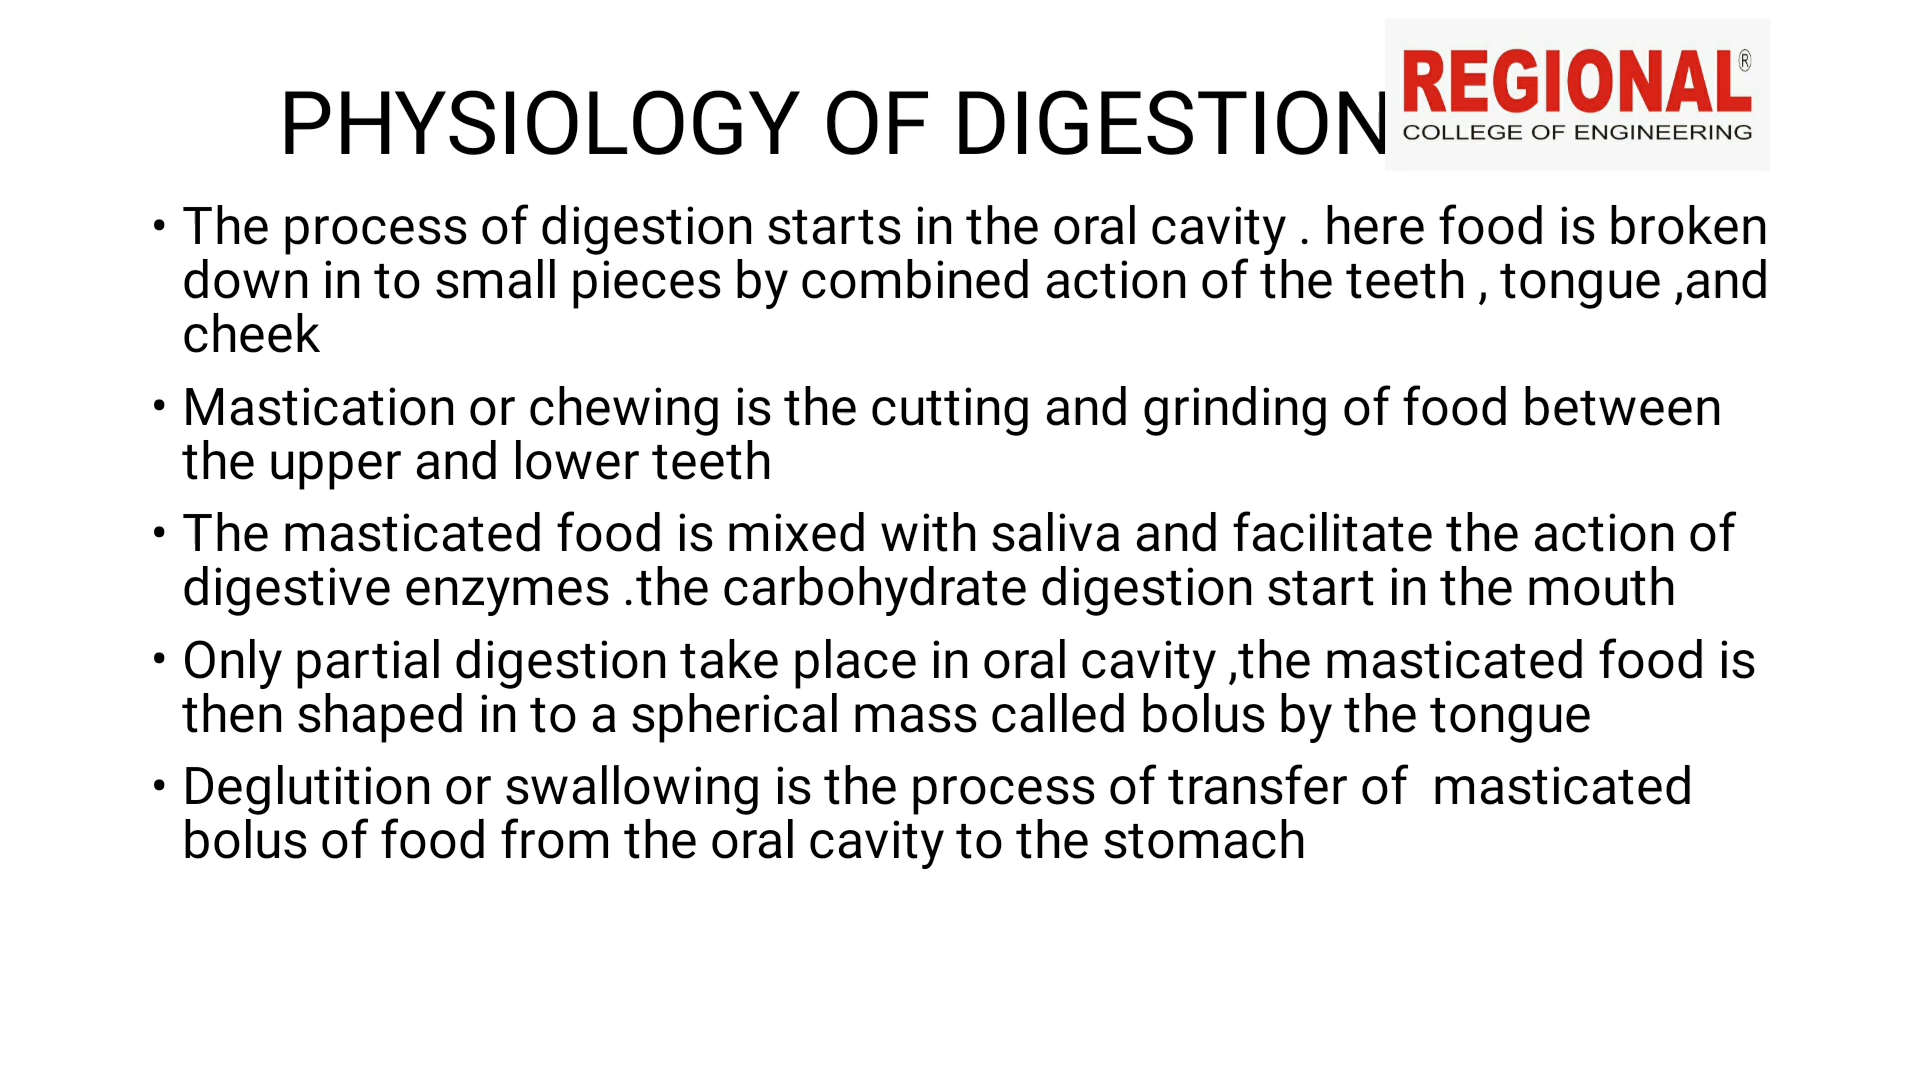 PHYSIOLOGY OF DIGESTION
REGIONAL®
COLLEGE OF ENGINEERING
• The process of digestion starts in the oral cavity . here food is broken
down in to small pieces by combined action of the teeth , tongue ,and
cheek
• Mastication or chewing is the cutting and grinding of food between
the upper and lower teeth
• The masticated food is mixed with saliva and facilitate the action of
digestive enzymes .the carbohydrate digestion start in the mouth
• Only partial digestion take place in oral cavity ,the masticated food is
then shaped in to a spherical mass called bolus by the tongue
• Deglutition or swallowing is the process of transfer of  masticated
bolus of food from the oral cavity to the stomach